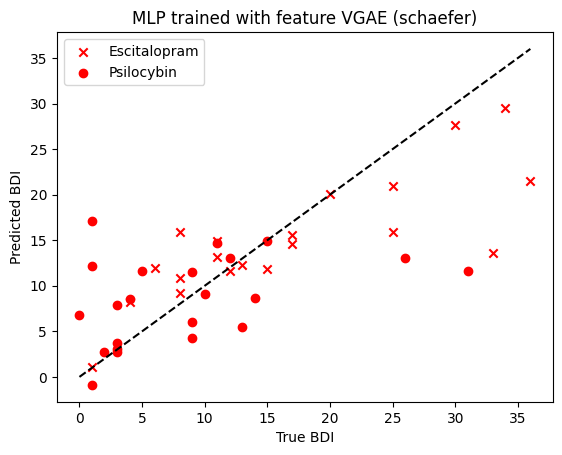 MLP trained with feature VGAE (schaefer)
Escitalopram
Psilocybin
Predicted BDI
35
30
25
20
15
10
5
0
0 5 10 15 20 25 30 35
True BDI